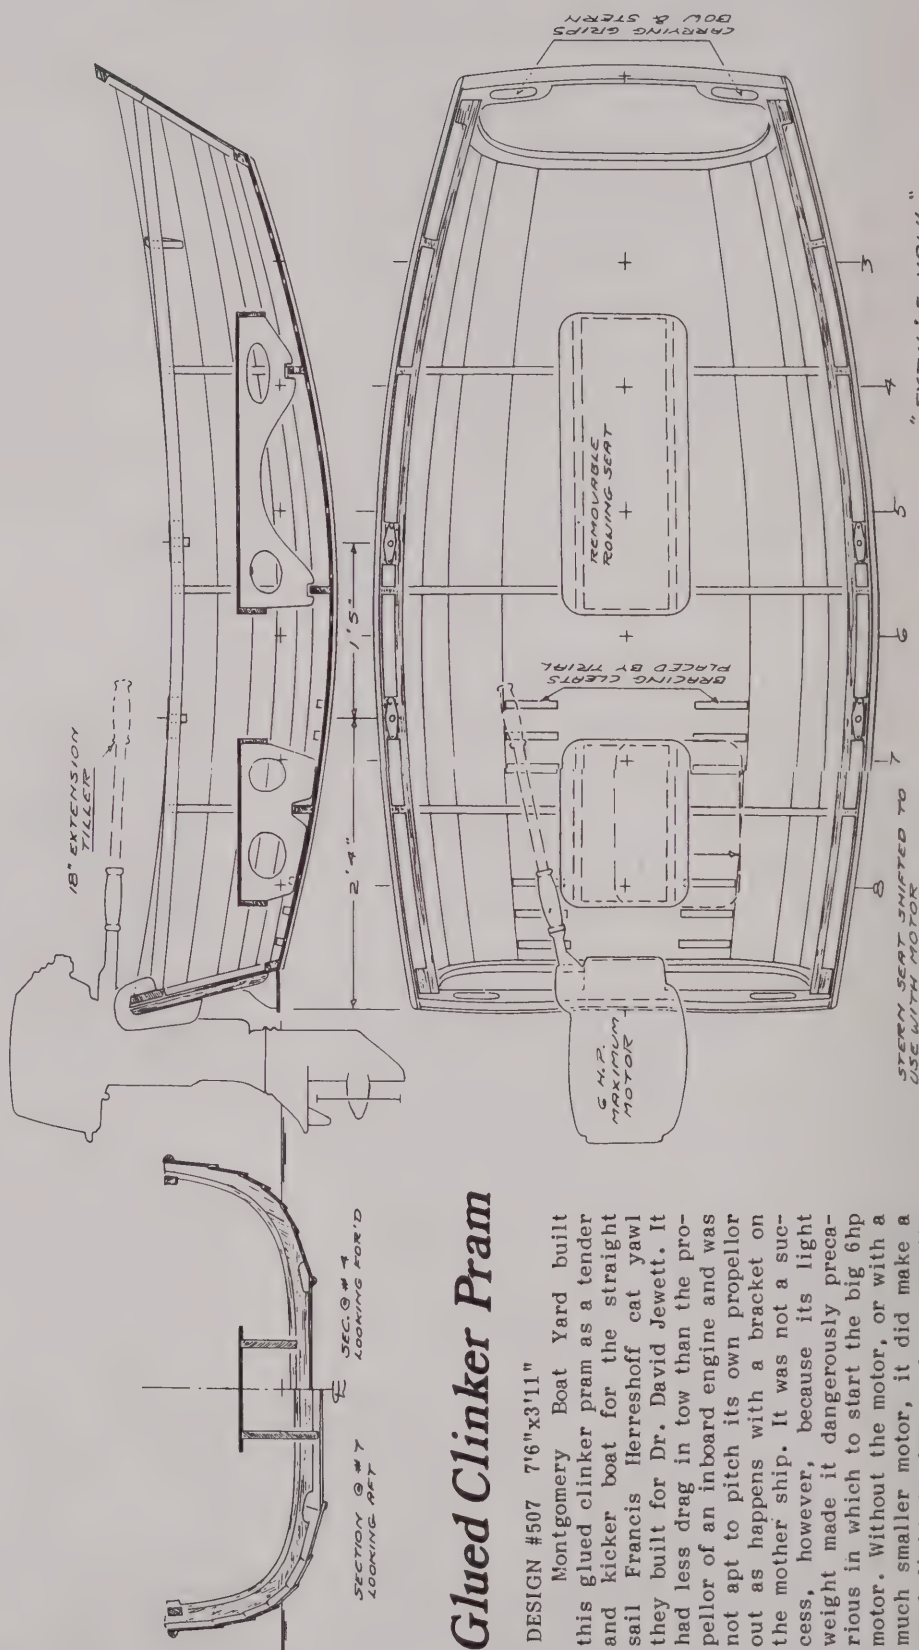 SECTION @ #7
LOOKING AFT
SEC. @ #4
LOOKING FOR'D
18" EXTENSION
TILLER
2'4"
1'5"
CARRYING GRIPS
BOW & STERN
BRACING CLEATS
PLACED BY TRIAL
REMOVABLE
ROWING SEAT
6 H.P.
MAXIMUM
MOTOR
8
7
6
5
4
3
STERN SEAT SHIFTED TO
USE WITH MOTOR
Glued Clinker Pram
DESIGN #507 7'6"x3'11"
Montgomery Boat Yard built
this glued clinker pram as a tender
and kicker boat for the straight
sail Francis Herreshoff cat yawl
they built for Dr. David Jewett. It
had less drag in tow than the pro-
pellor of an inboard engine and was
not apt to pitch its own propellor
out as happens with a bracket on
the mother ship. It was not a suc-
cess, however, because its light
weight made it dangerously preca-
rious in which to start the big 6hp
motor. Without the motor, or with a
much smaller motor, it did make a